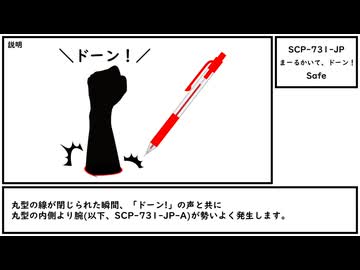 説明
＼ドーン！／
SCP-731-JP
まーるかいて、ドーン！
Safe
丸型の線が閉じられた瞬間、「ドーン!」の声と共に
丸型の内側より腕(以下、SCP-731-JP-A)が勢いよく発生します。